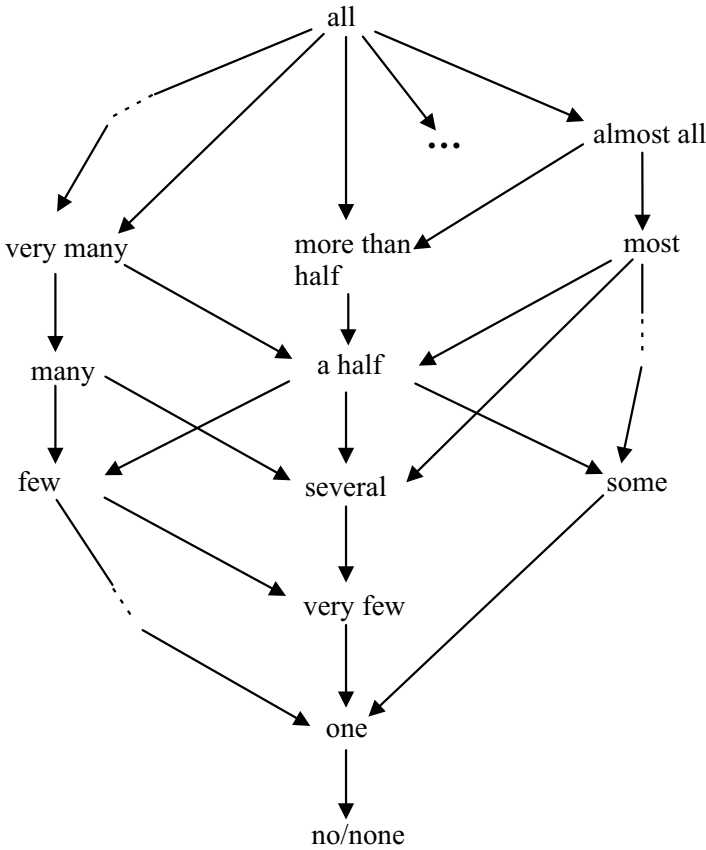 all
almost all
...
very many
more than
half
most
a half
many
few
several
some
very few
one
no/none